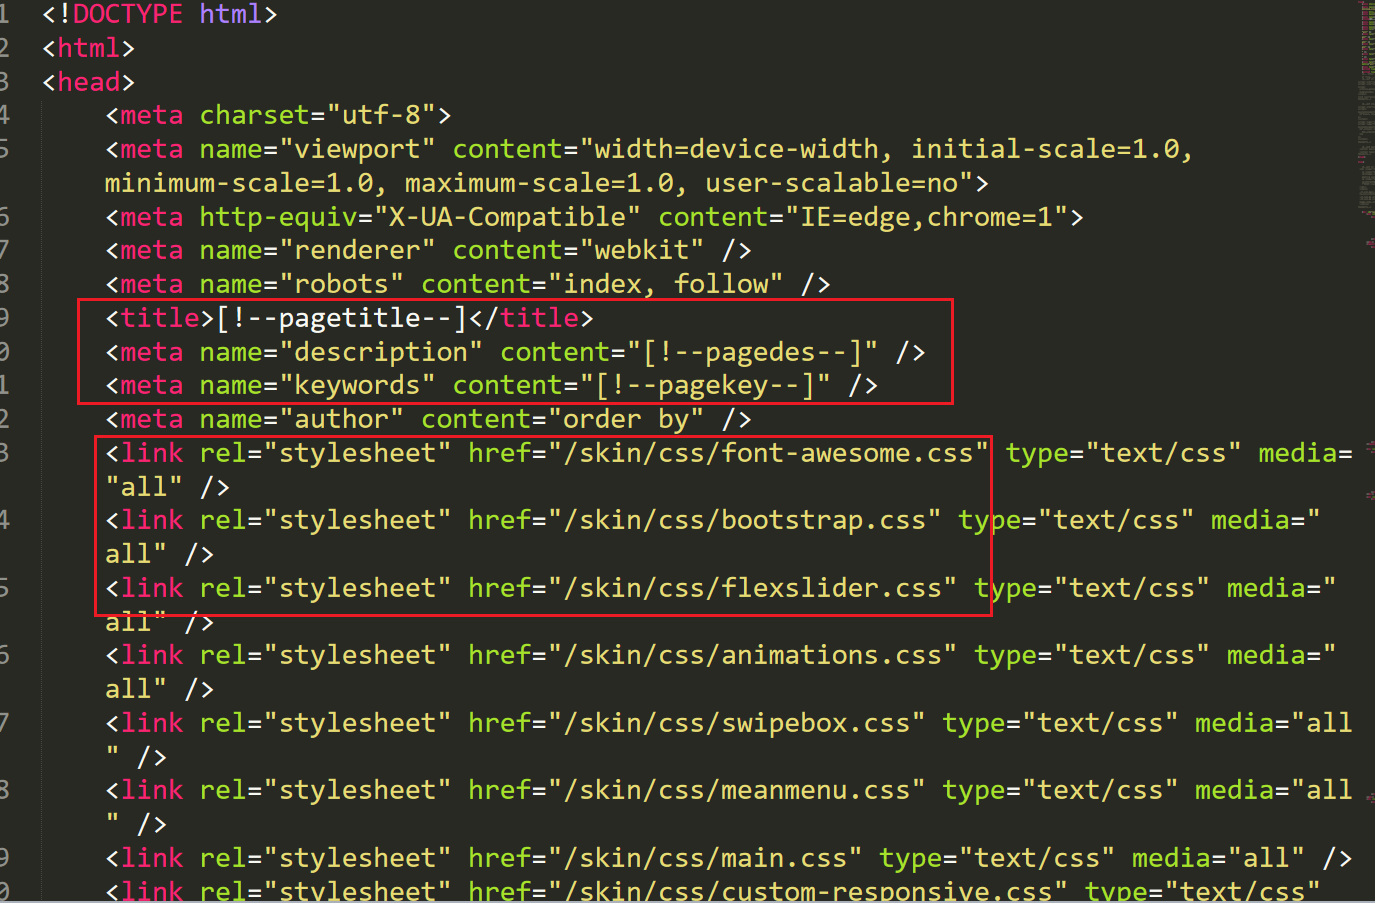 1 <!DOCTYPE html>
2 <html>
3 <head>
4 <meta charset="utf-8">
5 <meta name="viewport" content="width=device-width, initial-scale=1.0,
minimum-scale=1.0, maximum-scale=1.0, user-scalable=no">
6 <meta http-equiv="X-UA-Compatible" content="IE=edge,chrome=1">
7 <meta name="renderer" content="webkit" />
8 <meta name="robots" content="index, follow" />
9 <title>[!--pagetitle--]</title>
0 <meta name="description" content="[!--pagedes--]" />
1 <meta name="keywords" content="[!--pagekey--]" />
2 <meta name="author" content="order by" />
3 <link rel="stylesheet" href="/skin/css/font-awesome.css" type="text/css" media=
"all" />
4 <link rel="stylesheet" href="/skin/css/bootstrap.css" type="text/css" media="
all" />
5 <link rel="stylesheet" href="/skin/css/flexslider.css" type="text/css" media="
all" />
6 <link rel="stylesheet" href="/skin/css/animations.css" type="text/css" media="
all" />
7 <link rel="stylesheet" href="/skin/css/swipebox.css" type="text/css" media="all
" />
8 <link rel="stylesheet" href="/skin/css/meanmenu.css" type="text/css" media="all
" />
9 <link rel="stylesheet" href="/skin/css/main.css" type="text/css" media="all" />
0 <link rel="stylesheet" href="/skin/css/custom-responsive.css" type="text/css"